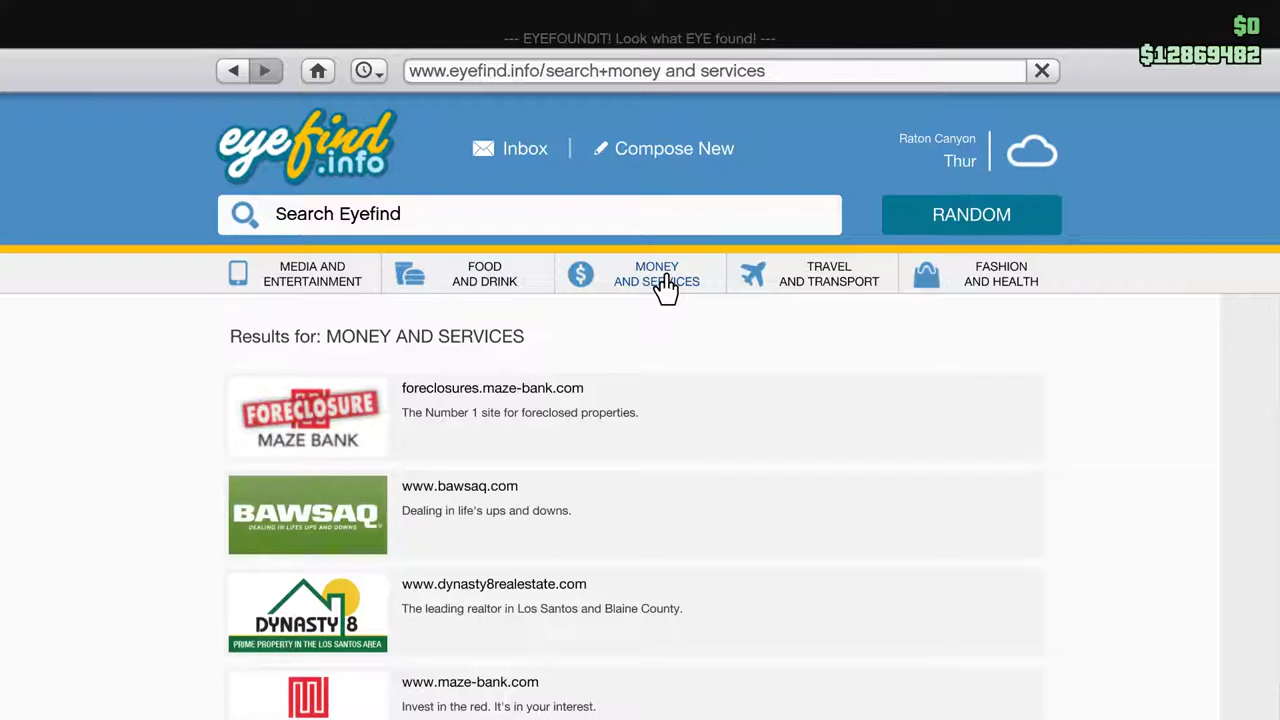 $0
--- EYEFOUNDIT! Look what EYE found! ---
$12869482
www.eyefind.info/search+money and services
eyefind
.info
Inbox
Compose New
Raton Canyon
Thur
Search Eyefind
RANDOM
MEDIA AND
ENTERTAINMENT
FOOD
AND DRINK
MONEY
AND SERVICES
TRAVEL
AND TRANSPORT
FASHION
AND HEALTH
Results for: MONEY AND SERVICES
FORECLOSURE
MAZE BANK
foreclosures.maze-bank.com
The Number 1 site for foreclosed properties.
BAWSAQ
DEALING IN LIFES UPS AND DOWNS
www.bawsaq.com
Dealing in life's ups and downs.
DYNASTY 8
PRIME PROPERTY IN THE LOS SANTOS AREA
www.dynasty8realestate.com
The leading realtor in Los Santos and Blaine County.
www.maze-bank.com
Invest in the red. It's in your interest.